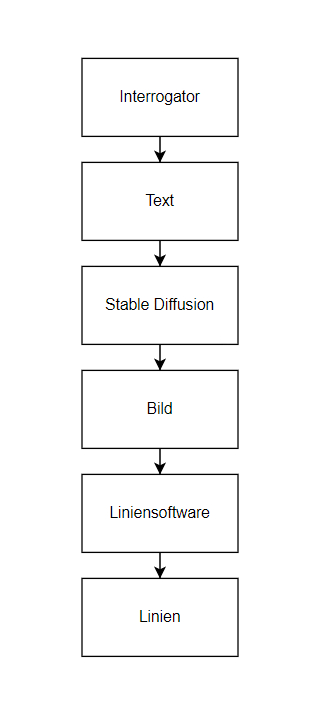 Interrogator
Text
Stable Diffusion
Bild
Liniensoftware
Linien